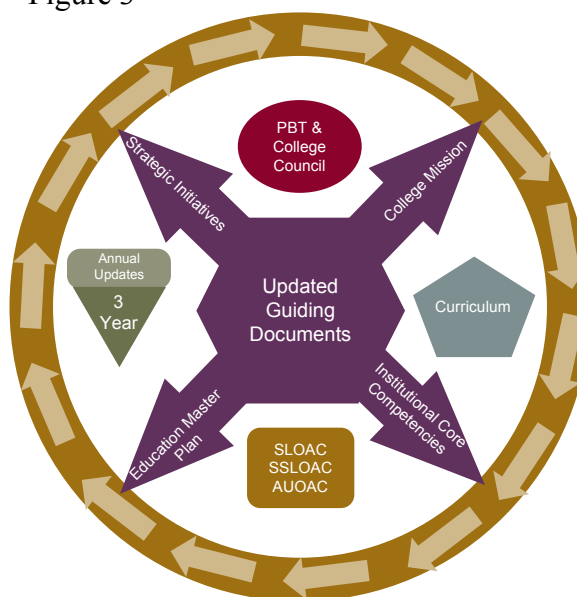 Figure 5
PBT &
College
Council
Strategic Initiatives
College Mission
Annual
Updates
3
Year
Updated
Guiding
Documents
Curriculum
Education Master
Plan
Institutional Core
Competencies
SLOAC
SSLOAC
AUOAC